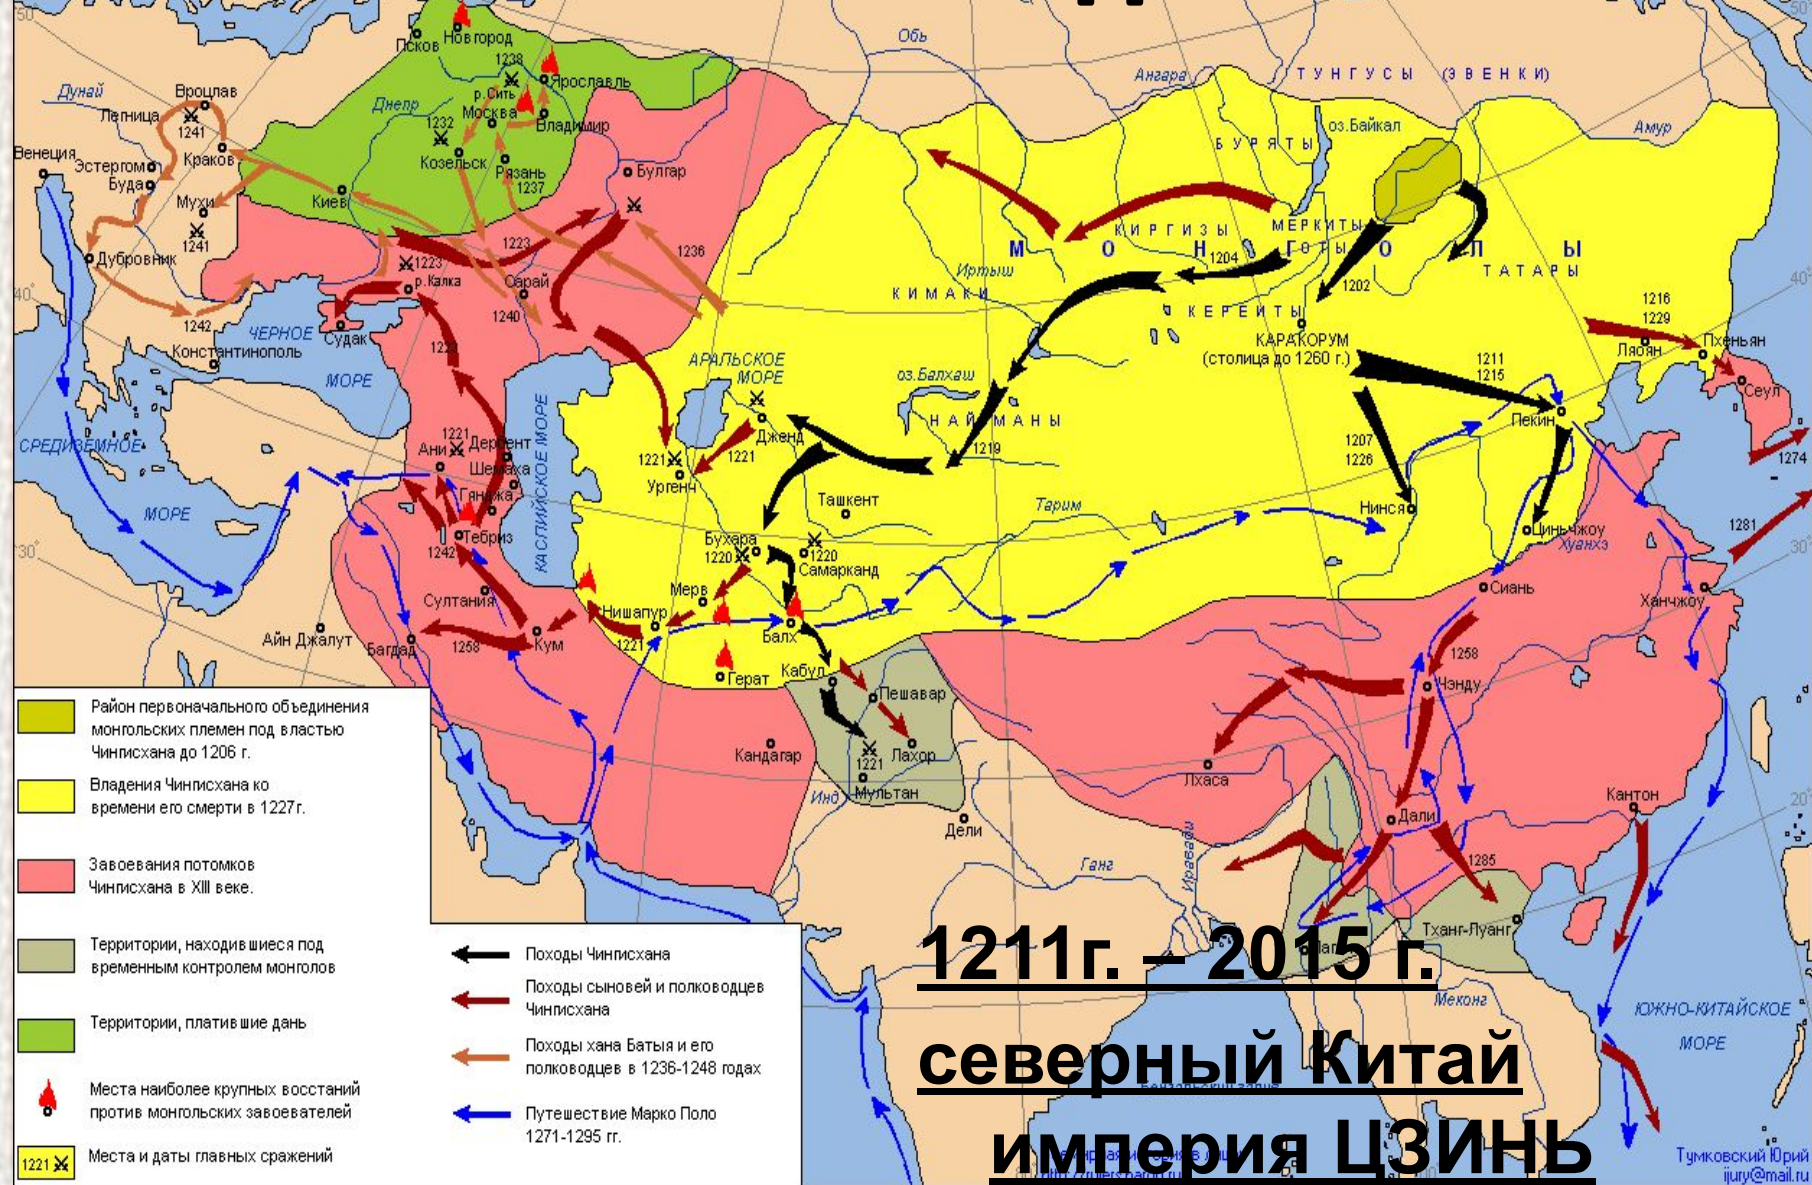 Обь
Ангара
ТУНГУСЫ (ЭВЕНКИ)
Псков
Новгород
1238
р. Сить
Ярославль
Москва
Владимир
Днепр
1232
Козельск
Рязань
1237
Киев
Булгар
Дунай
Вроцлав
Легница
1241
Краков
Венеция
Эстергом
Буда
Мухи
1241
Дубровник
1242
Константинополь
ЧЕРНОЕ
МОРЕ
Судак
1223
р.Калка
1223
1236
Сарай
1240
оз.Байкал
БУРЯТЫ
Амур
КИРГИЗЫ
МЕРКИТЫ
МОНГОЛЫ
ГОТЫ
1204
1202
ТАТАРЫ
Иртыш
КИМАКИ
КЕРЕИТЫ
КАРАКОРУМ
(столица до 1260 г.)
1216
1229
Ляоян
Пхеньян
Сеул
1211
1215
Пекин
1274
1281
АРАЛЬСКОЕ
МОРЕ
оз.Балхаш
НАЙМАНЫ
1219
Дженд
1221
1221
Ургенч
1207
1226
Нинся
Циньчжоу
Хуанхэ
Ташкент
Тарим
СРЕДИЗЕМНОЕ
МОРЕ
КАСПИЙСКОЕ МОРЕ
1221
Ани
Дербент
Шемаха
Гянджа
Тебриз
1242
Султания
Бухара
1220
1220
Самарканд
Мерв
Нишапур
1221
Балх
Герат
Кабул
Пешавар
Лахор
1221
Мультан
Инд
Кандагар
Дели
Ганг
Айн Джалут
Багдад
1258
Кум
Сиань
Ханчжоу
1258
Чэнду
Лхаса
Дали
Кантон
1285
Иравади
Тханг-Луанг
Меконг
ЮЖНО-КИТАЙСКОЕ
МОРЕ
50°
40°
30°
50°
40°
30°
20°
Район первоначального объединения
монгольских племен под властью
Чингисхана до 1206 г.
Владения Чингисхана ко
времени его смерти в 1227г.
Завоевания потомков
Чингисхана в XIII веке.
Территории, находившиеся под
временным контролем монголов
Территории, платившие дань
Места наиболее крупных восстаний
против монгольских завоевателей
1221
Места и даты главных сражений
Походы Чингисхана
Походы сыновей и полководцев
Чингисхана
Походы хана Батыя и его
полководцев в 1236-1248 годах
Путешествие Марко Поло
1271-1295 гг.
1211г. – 2015 г.
северный Китай
империя ЦЗИНЬ
Тумковский Юрий
ijury@mail.ru